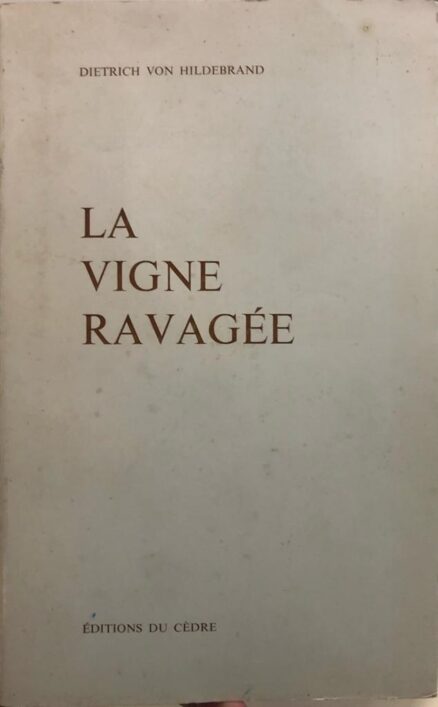 DIETRICH VON HILDEBRAND
LA
VIGNE
RAVAGÉE
ÉDITIONS DU CÈDRE